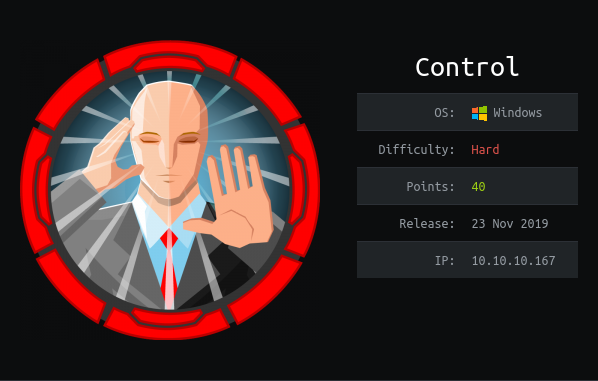 Control
OS: Windows
Difficulty: Hard
Points: 40
Release: 23 Nov 2019
IP: 10.10.10.167